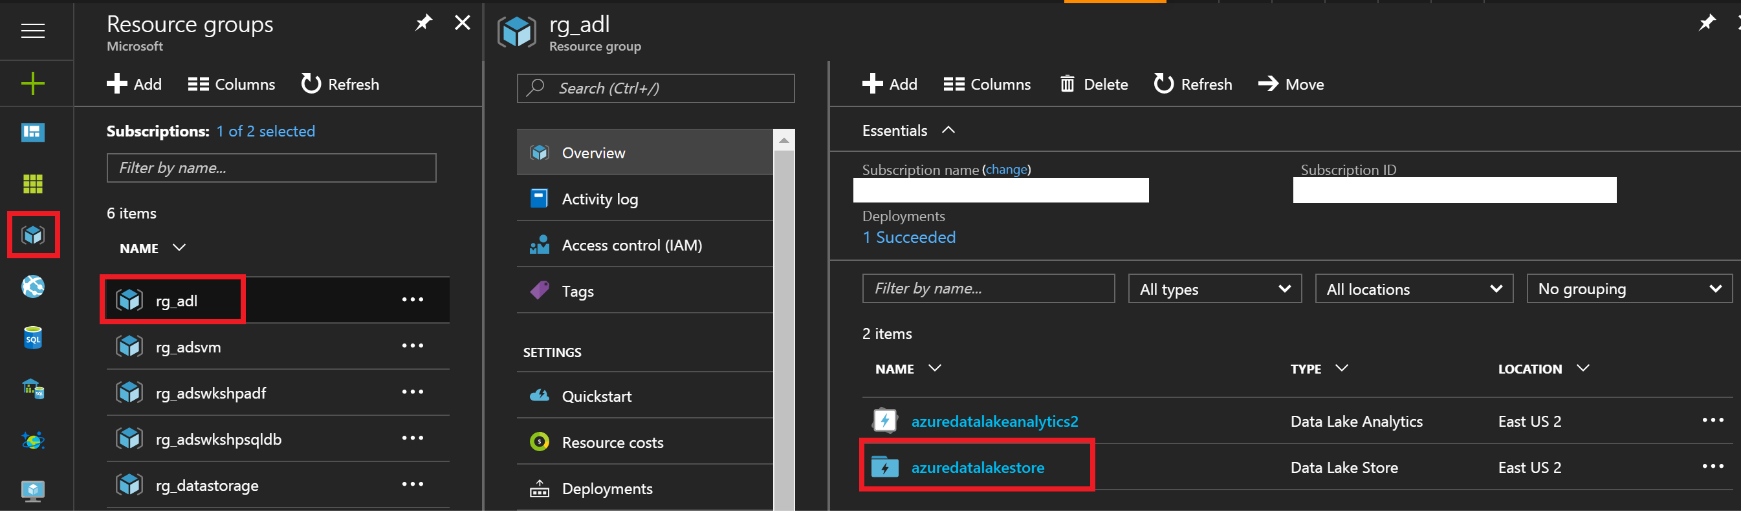 Resource groups
Microsoft
Add Columns Refresh
Subscriptions: 1 of 2 selected
Filter by name...
6 items
NAME
rg_adl ...
rg_adsvm ...
rg_adswkshpadf ...
rg_adswkshpsqldb ...
rg_datastorage ...
SQL
rg_adl
Resource group
Search (Ctrl+/)
Overview
Activity log
Access control (IAM)
Tags
SETTINGS
Quickstart
Resource costs
Deployments
Add Columns Delete Refresh Move
Essentials
Subscription name (change) Subscription ID
Deployments
1 Succeeded
Filter by name... All types All locations No grouping
2 items
NAME TYPE LOCATION
azuredatalakeanalytics2 Data Lake Analytics East US 2 ...
azuredatalakestore Data Lake Store East US 2 ...